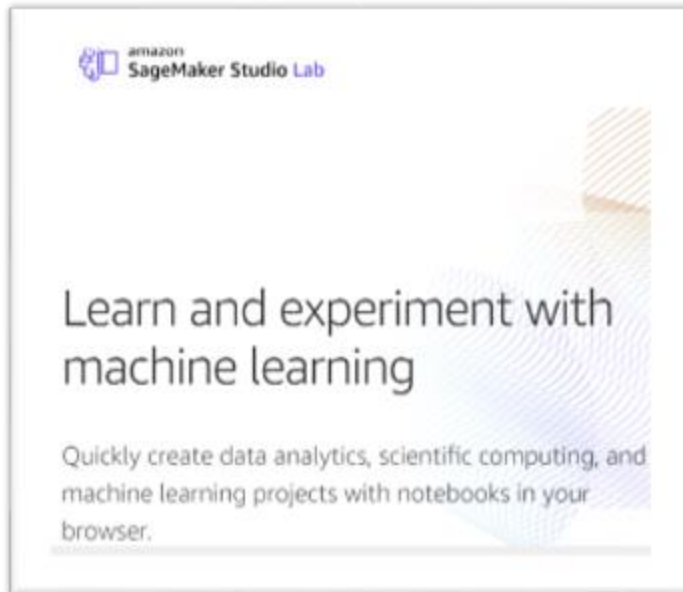 amazon
SageMaker Studio Lab
Learn and experiment with
machine learning
Quickly create data analytics, scientific computing, and
machine learning projects with notebooks in your
browser.